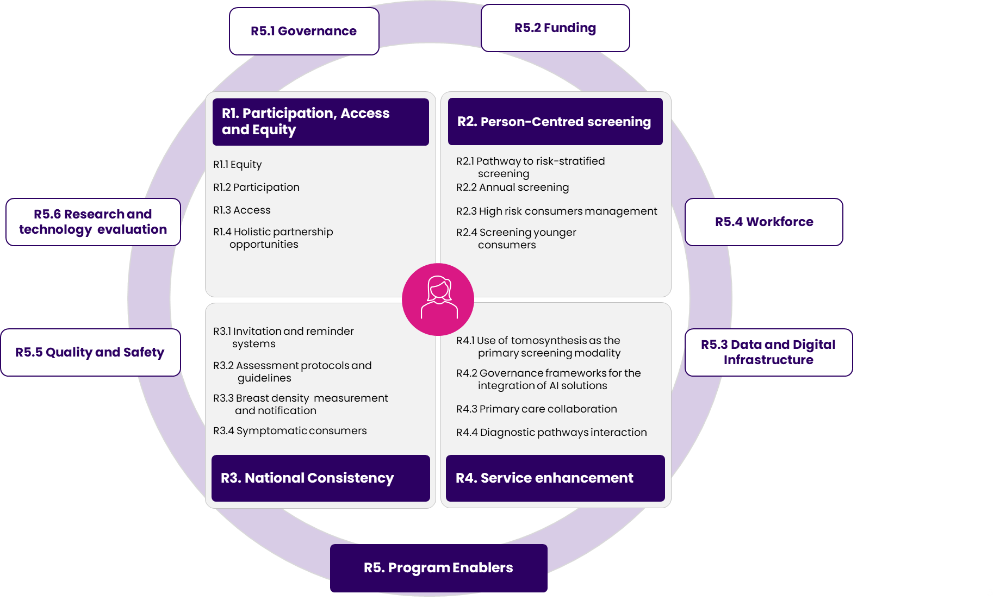 R5.1 Governance
R5.2 Funding
R1. Participation, Access
and Equity
R1.1 Equity
R1.2 Participation
R1.3 Access
R1.4 Holistic partnership
opportunities
R2. Person-Centred screening
R2.1 Pathway to risk-stratified
screening
R2.2 Annual screening
R2.3 High risk consumers management
R2.4 Screening younger
consumers
R5.6 Research and
technology evaluation
R5.4 Workforce
R5.5 Quality and Safety
R5.3 Data and Digital
Infrastructure
R3.1 Invitation and reminder
systems
R3.2 Assessment protocols and
guidelines
R3.3 Breast density measurement
and notification
R3.4 Symptomatic consumers
R3. National Consistency
R4.1 Use of tomosynthesis as the
primary screening modality
R4.2 Governance frameworks for the
integration of AI solutions
R4.3 Primary care collaboration
R4.4 Diagnostic pathways interaction
R4. Service enhancement
R5. Program Enablers